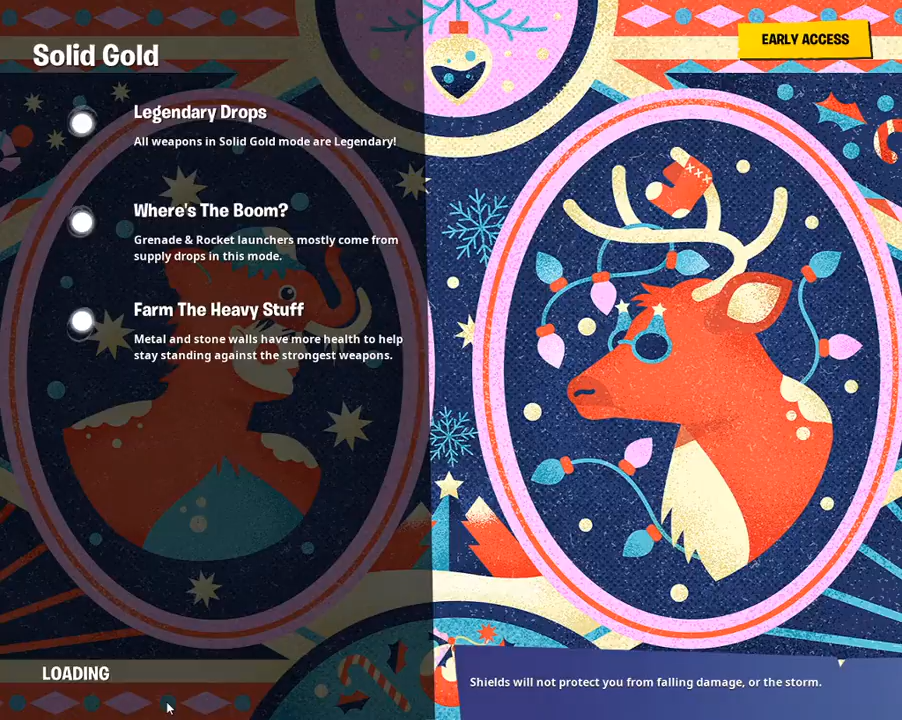 Solid Gold
EARLY ACCESS
Legendary Drops
All weapons in Solid Gold mode are Legendary!
Where's The Boom?
Grenade & Rocket launchers mostly come from
supply drops in this mode.
Farm The Heavy Stuff
Metal and stone walls have more health to help
stay standing against the strongest weapons.
LOADING
Shields will not protect you from falling damage, or the storm.